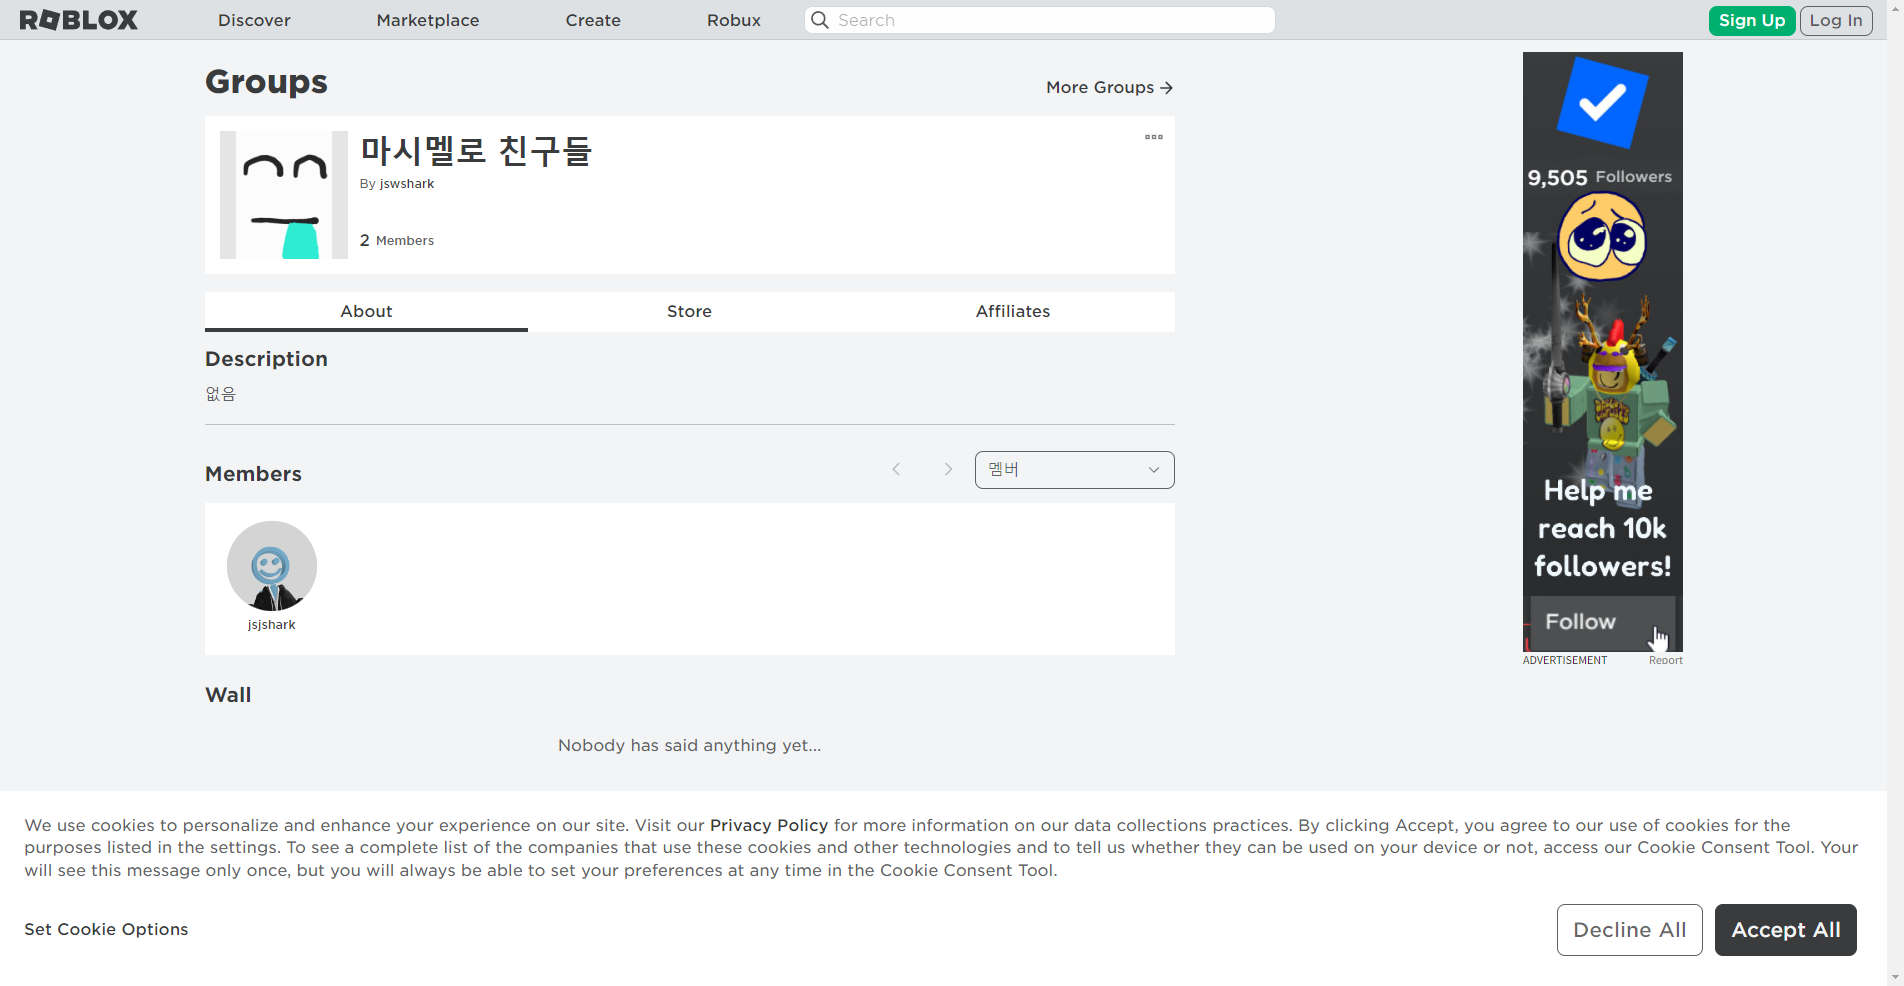 ROBLOX Discover Marketplace Create Robux Search Sign Up Log In
Groups
More Groups
마시멜로 친구들
By jswshark
2 Members
About Store Affiliates
Description
없음
Members
멤버
jsjshark
Wall
Nobody has said anything yet...
9,505 Followers
Help me
reach 10k
followers!
Follow
ADVERTISEMENT Report
We use cookies to personalize and enhance your experience on our site. Visit our Privacy Policy for more information on our data collections practices. By clicking Accept, you agree to our use of cookies for the
purposes listed in the settings. To see a complete list of the companies that use these cookies and other technologies and to tell us whether they can be used on your device or not, access our Cookie Consent Tool. Your
will see this message only once, but you will always be able to set your preferences at any time in the Cookie Consent Tool.
Set Cookie Options
Decline All
Accept All